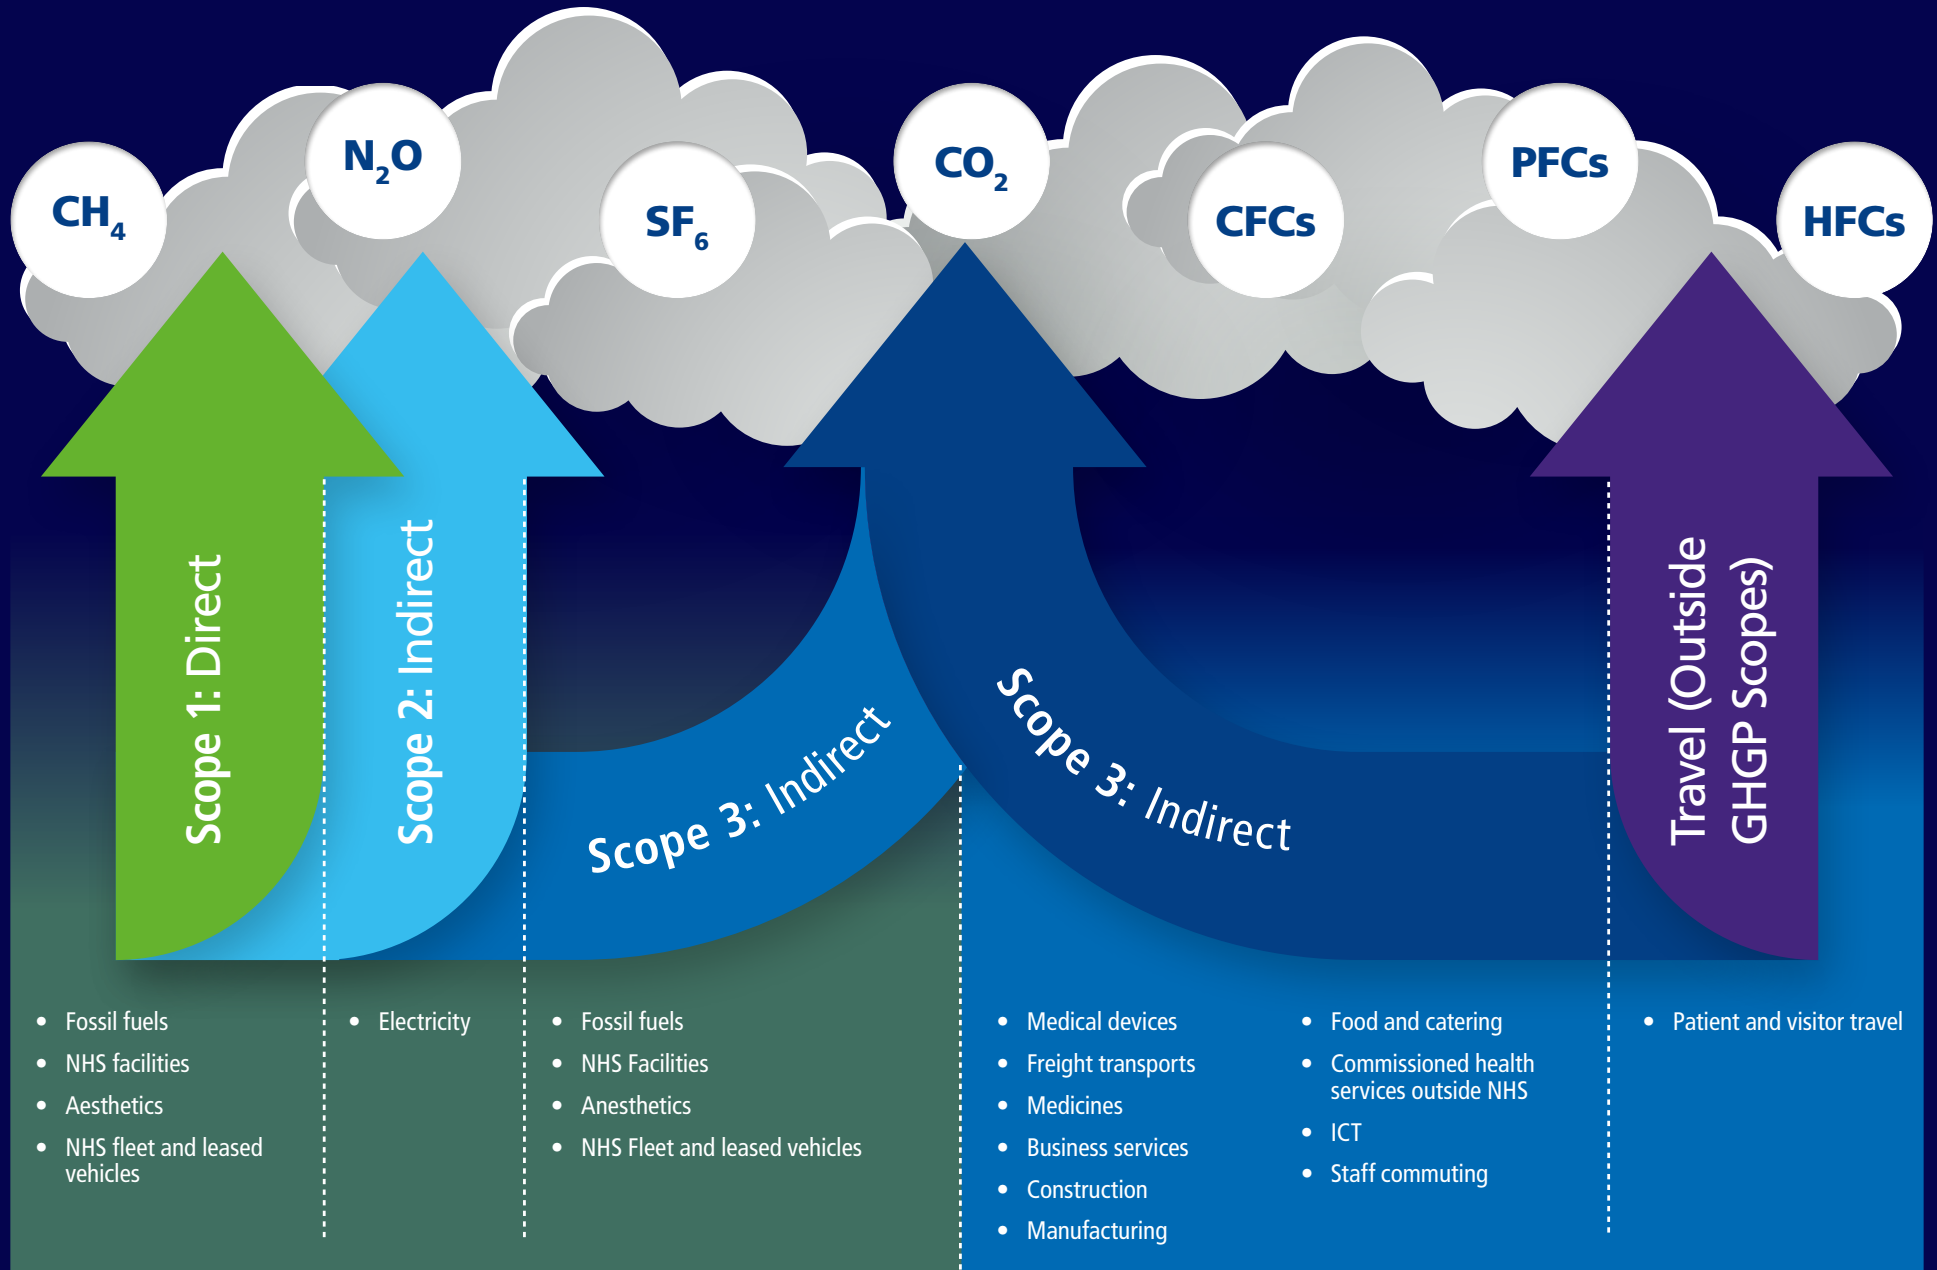 CH4
N2O
SF6
CO2
CFCs
PFCs
HFCs
Scope 1: Direct
Scope 2: Indirect
Scope 3: Indirect
Scope 3: Indirect
Travel (Outside
GHGP Scopes)
• Fossil fuels
• NHS facilities
• Aesthetics
• NHS fleet and leased
vehicles
• Electricity
• Fossil fuels
• NHS Facilities
• Anesthetics
• NHS Fleet and leased vehicles
• Medical devices
• Freight transports
• Medicines
• Business services
• Construction
• Manufacturing
• Food and catering
• Commissioned health
services outside NHS
• ICT
• Staff commuting
• Patient and visitor travel